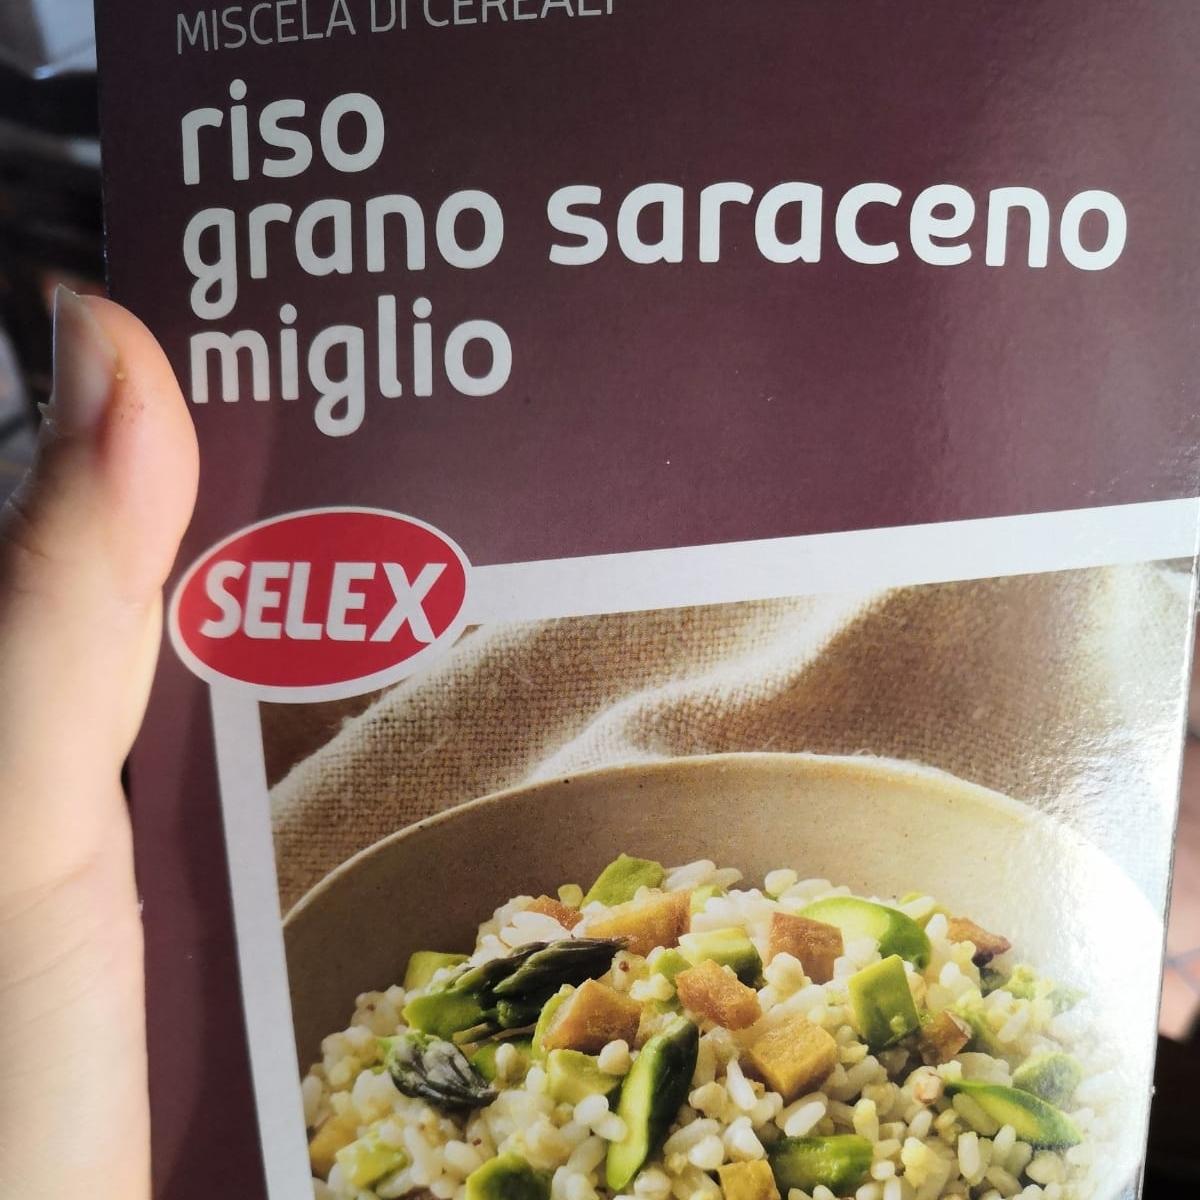 MISCELA DI CEREALI
riso
grano saraceno
miglio
SELEX